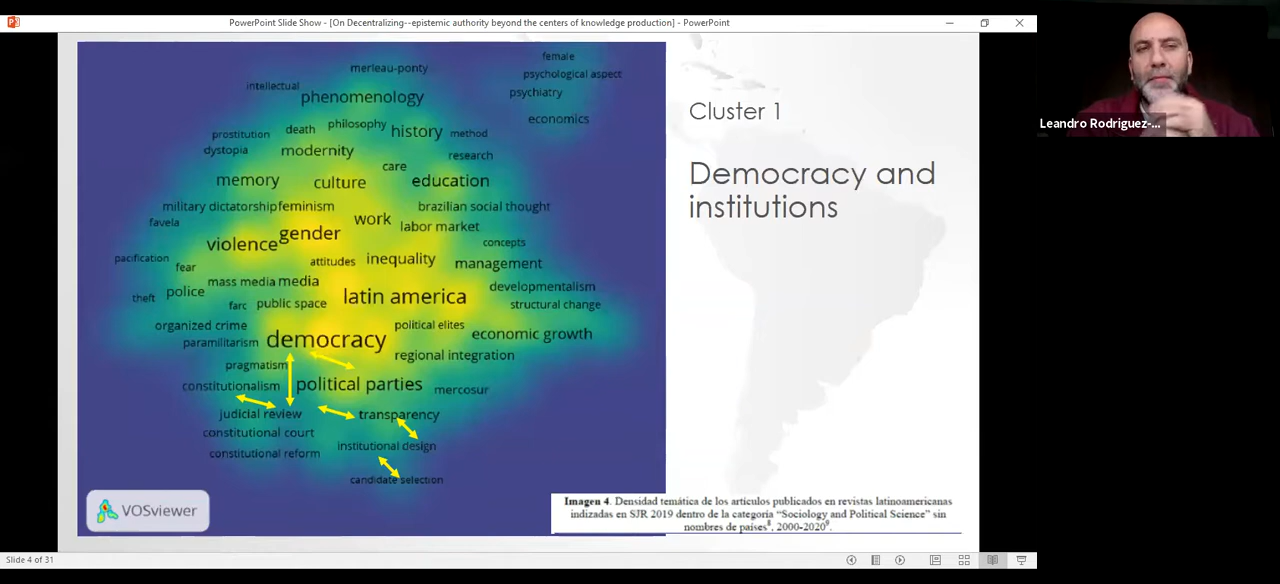 PowerPoint Slide Show - [On Decentralizing--epistemic authority beyond the centers of knowledge production] - PowerPoint
female
merleau-ponty
psychological aspect
intellectual
psychiatry
phenomenology
economics
death
philosophy
history
method
prostitution
dystopia
modernity
research
care
memory
culture
education
military dictatorship
feminism
brazilian social thought
favela
work
labor market
gender
violence
concepts
pacification
attitudes
inequality
management
fear
mass media
media
developmentalism
police
theft
farc
public space
latin america
structural change
organized crime
political elites
economic growth
paramilitarism
democracy
regional integration
pragmatism
constitutionalism
political parties
mercosur
judicial review
transparency
constitutional court
institutional design
constitutional reform
candidate selection
VOSviewer
Cluster 1
Democracy and
institutions
Imagen 4. Densidad temática de los artículos publicados en revistas latinoamericanas
indizadas en SJR 2019 dentro de la categoría “Sociology and Political Science” sin
nombres de países⁸, 2000-2020⁹.
Leandro Rodriguez-...
Slide 4 of 31